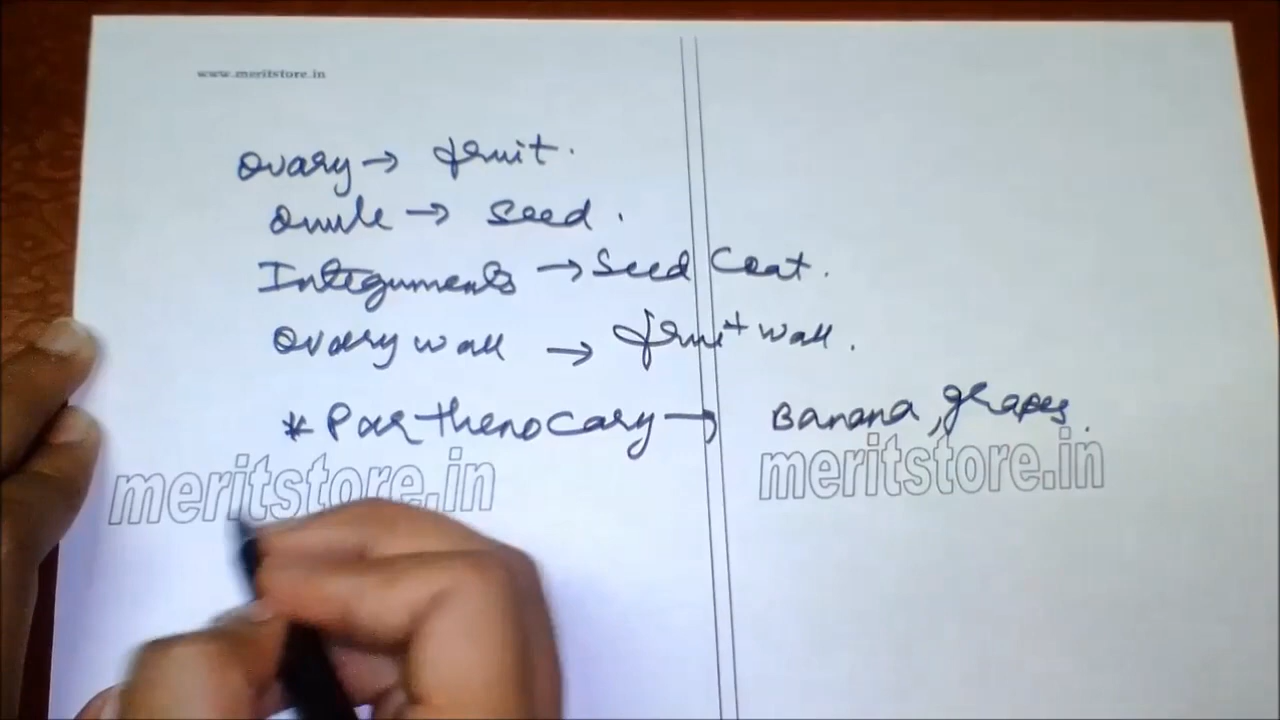 www.meritstore.in
Ovary → fruit.
Ovule → Seed.
Integuments → Seed Coat.
Ovary wall → fruit wall.
* Parthenocary → Banana, grapes.
meritstore.in meritstore.in